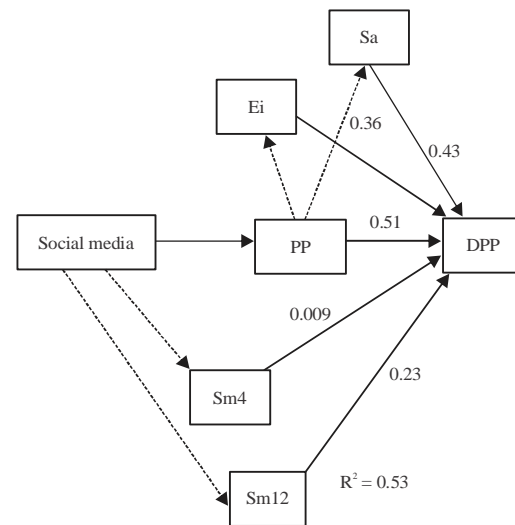 Sa
Ei
0.36
0.43
Social media
PP
0.51
DPP
0.009
Sm4
0.23
Sm12
R² = 0.53